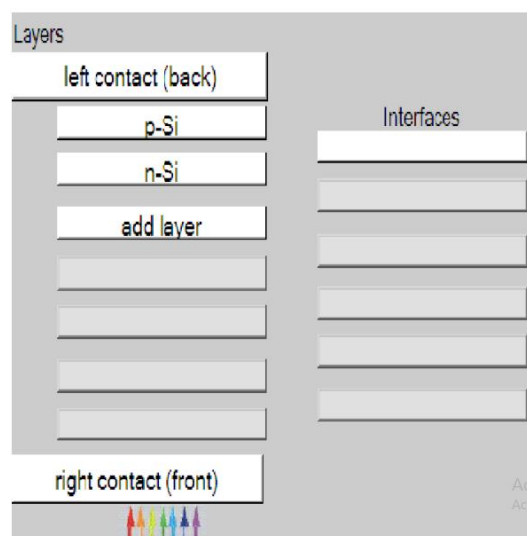 Layers
left contact (back)
Interfaces
p-Si
n-Si
add layer
right contact (front)